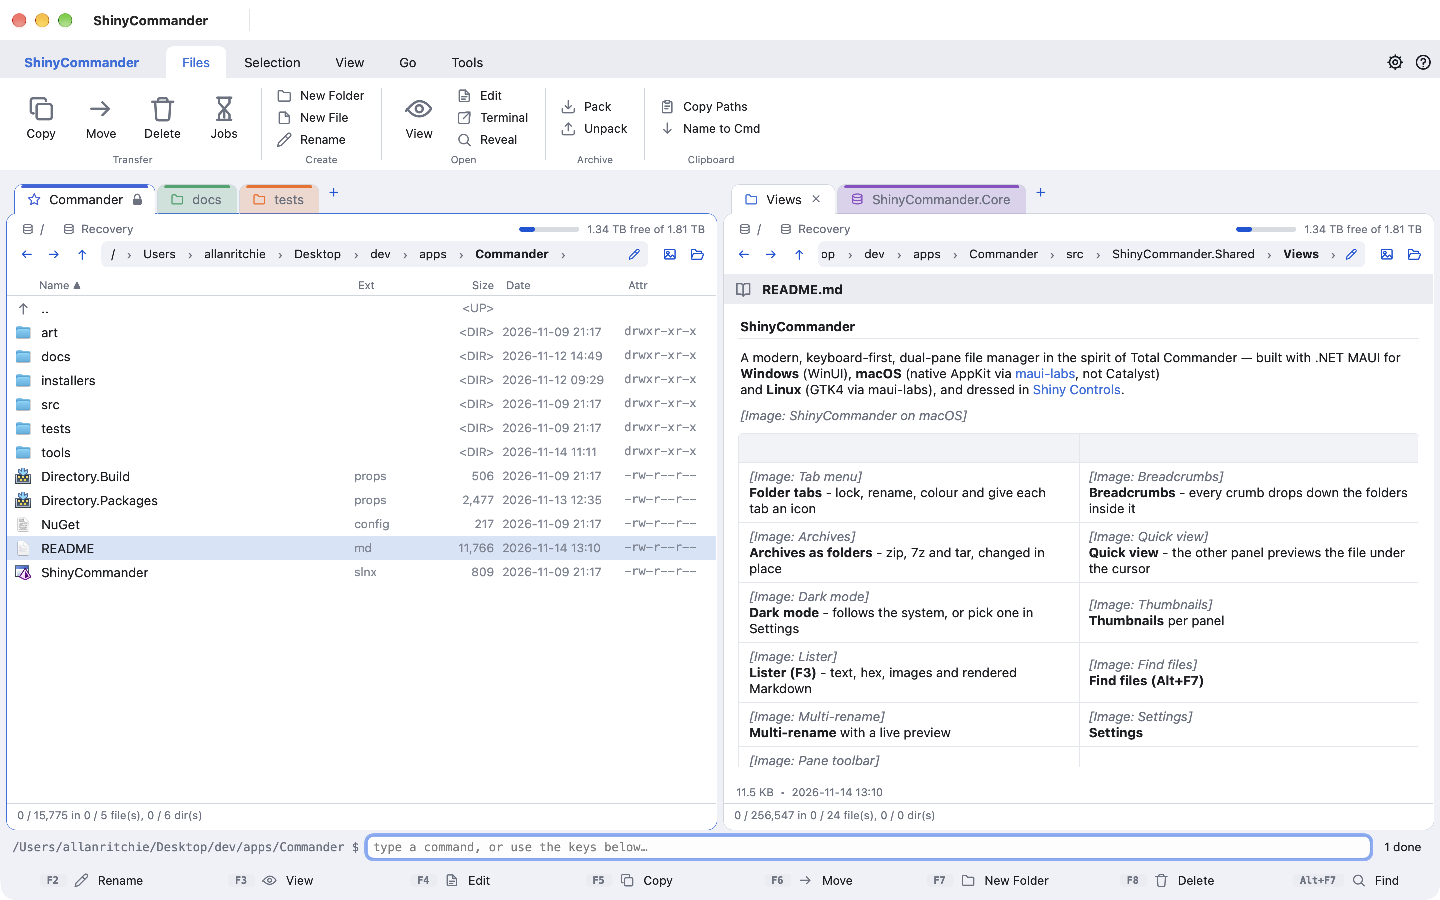 ShinyCommander
ShinyCommander Files Selection View Go Tools
Copy Move Delete Jobs
Transfer
New Folder
New File
Rename
Create
View
Edit
Terminal
Reveal
Open
Pack
Unpack
Archive
Copy Paths
Name to Cmd
Clipboard
Commander docs tests +
/ Recovery 1.34 TB free of 1.81 TB
/ › Users › allanritchie › Desktop › dev › apps › Commander ›
Name Ext Size Date Attr
.. <UP>
art <DIR> 2026-11-09 21:17 drwxr-xr-x
docs <DIR> 2026-11-12 14:49 drwxr-xr-x
installers <DIR> 2026-11-12 09:29 drwxr-xr-x
src <DIR> 2026-11-09 21:17 drwxr-xr-x
tests <DIR> 2026-11-09 21:17 drwxr-xr-x
tools <DIR> 2026-11-14 11:11 drwxr-xr-x
Directory.Build props 506 2026-11-09 21:17 -rw-r--r--
Directory.Packages props 2,477 2026-11-13 12:35 -rw-r--r--
NuGet config 217 2026-11-09 21:17 -rw-r--r--
README md 11,766 2026-11-14 13:10 -rw-r--r--
ShinyCommander slnx 809 2026-11-09 21:17 -rw-r--r--
0 / 15,775 in 0 / 5 file(s), 0 / 6 dir(s)
Views × ShinyCommander.Core +
/ Recovery 1.34 TB free of 1.81 TB
op › dev › apps › Commander › src › ShinyCommander.Shared › Views ›
README.md
ShinyCommander
A modern, keyboard-first, dual-pane file manager in the spirit of Total Commander — built with .NET MAUI for
Windows (WinUI), macOS (native AppKit via maui-labs, not Catalyst)
and Linux (GTK4 via maui-labs), and dressed in Shiny Controls.
[Image: ShinyCommander on macOS]
[Image: Tab menu]
Folder tabs - lock, rename, colour and give each
tab an icon
[Image: Breadcrumbs]
Breadcrumbs - every crumb drops down the folders
inside it
[Image: Archives]
Archives as folders - zip, 7z and tar, changed in
place
[Image: Quick view]
Quick view - the other panel previews the file under
the cursor
[Image: Dark mode]
Dark mode - follows the system, or pick one in
Settings
[Image: Thumbnails]
Thumbnails per panel
[Image: Lister]
Lister (F3) - text, hex, images and rendered
Markdown
[Image: Find files]
Find files (Alt+F7)
[Image: Multi-rename]
Multi-rename with a live preview
[Image: Settings]
Settings
[Image: Pane toolbar]
11.5 KB • 2026-11-14 13:10
0 / 256,547 in 0 / 24 file(s), 0 / 0 dir(s)
/Users/allanritchie/Desktop/dev/apps/Commander $ type a command, or use the keys below… 1 done
F2 Rename F3 View F4 Edit F5 Copy F6 Move F7 New Folder F8 Delete Alt+F7 Find